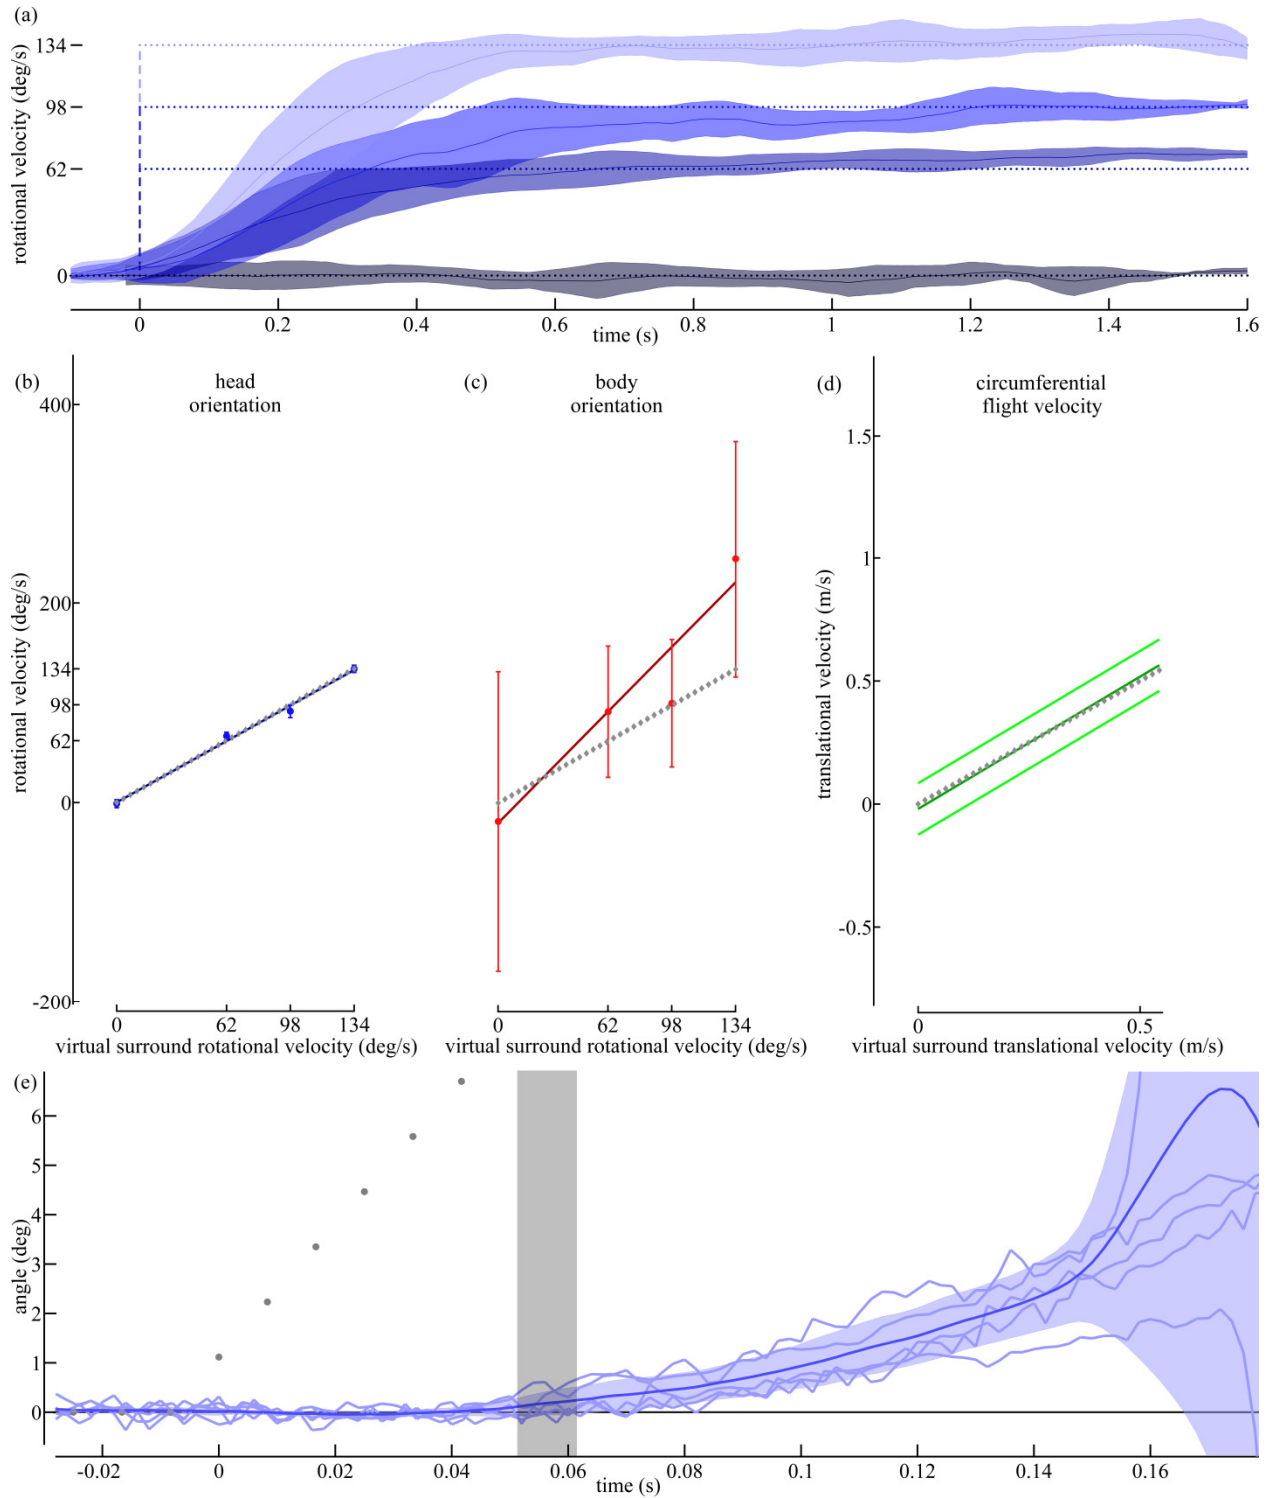 (a)
rotational velocity (deg/s)
134
98
62
0
0 0.2 0.4 0.6 0.8 1 1.2 1.4 1.6
time (s)
(b)
head
orientation
rotational velocity (deg/s)
400
200
134
98
62
0
-200
0 62 98 134
virtual surround rotational velocity (deg/s)
(c)
body
orientation
0 62 98 134
virtual surround rotational velocity (deg/s)
(d)
circumferential
flight velocity
translational velocity (m/s)
1.5
1
0.5
0
-0.5
0 0.5
virtual surround translational velocity (m/s)
(e)
angle (deg)
6
5
4
3
2
1
0
-0.02 0 0.02 0.04 0.06 0.08 0.1 0.12 0.14 0.16
time (s)